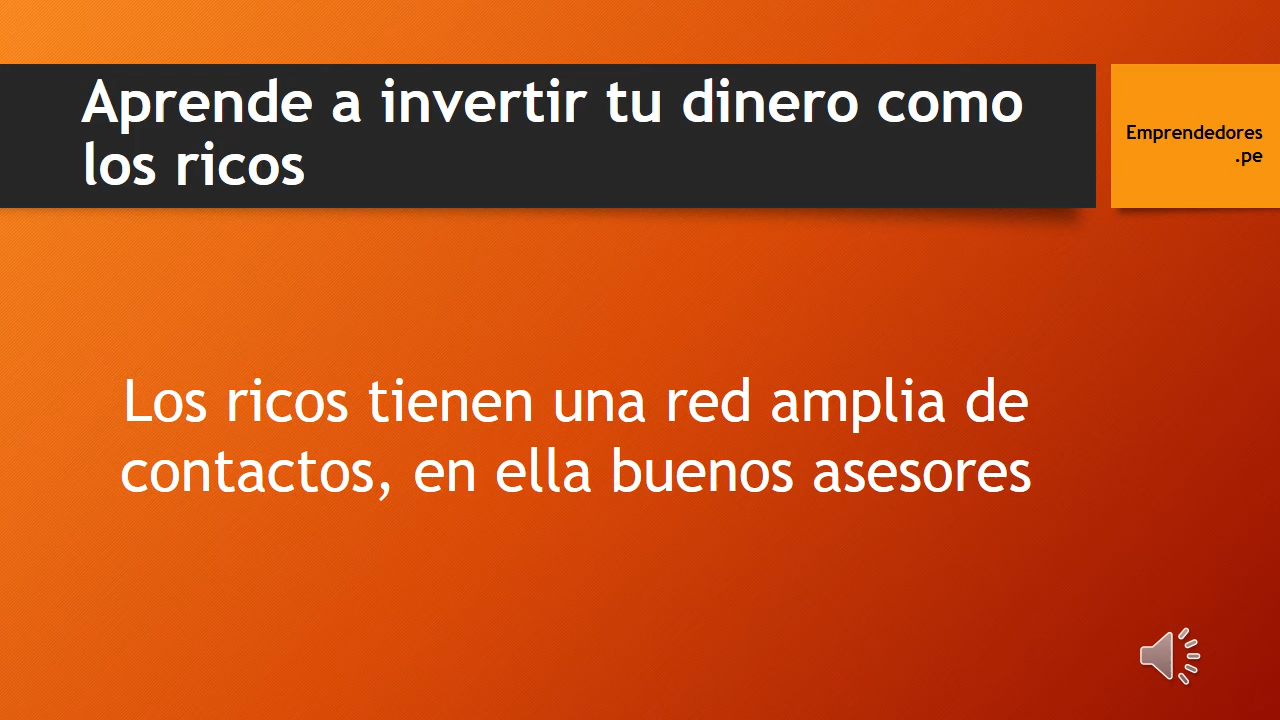 Aprende a invertir tu dinero como
los ricos
Emprendedores
.pe
Los ricos tienen una red amplia de
contactos, en ella buenos asesores